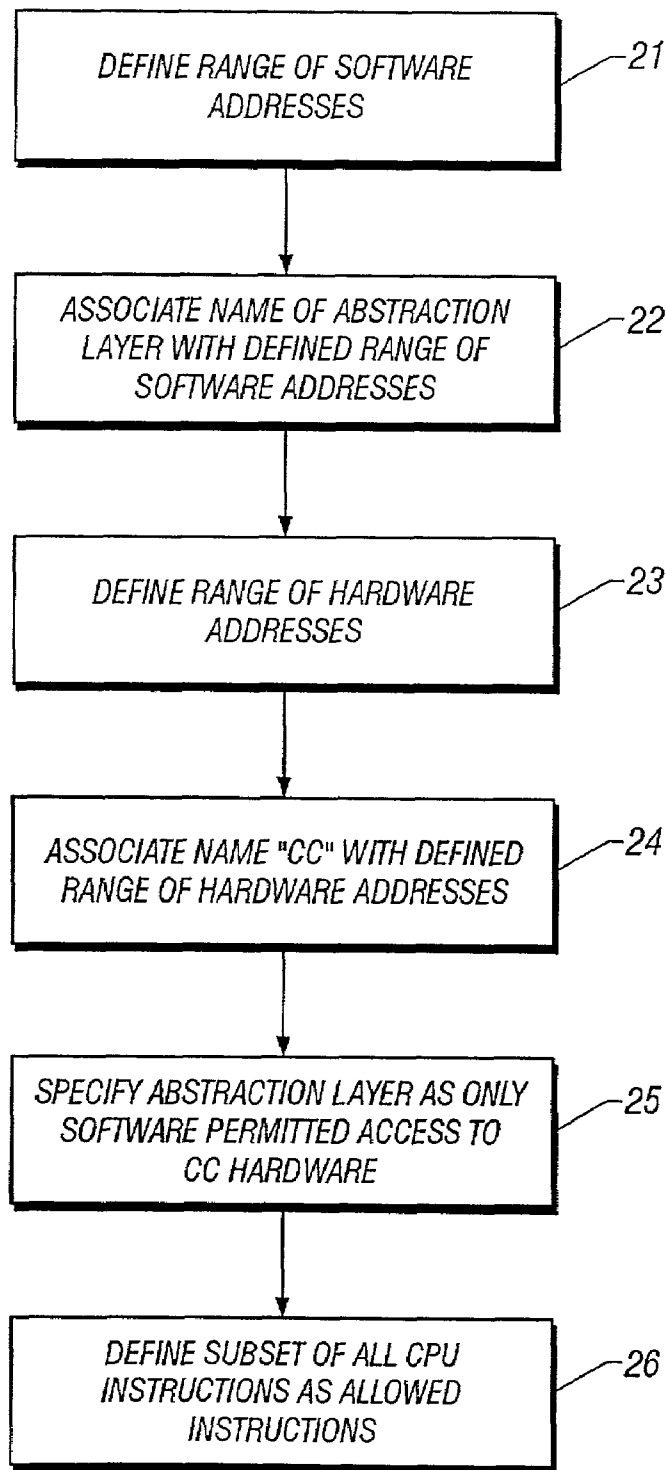 DEFINE RANGE OF SOFTWARE
ADDRESSES
21
ASSOCIATE NAME OF ABSTRACTION
LAYER WITH DEFINED RANGE OF
SOFTWARE ADDRESSES
22
DEFINE RANGE OF HARDWARE
ADDRESSES
23
ASSOCIATE NAME "CC" WITH DEFINED
RANGE OF HARDWARE ADDRESSES
24
SPECIFY ABSTRACTION LAYER AS ONLY
SOFTWARE PERMITTED ACCESS TO
CC HARDWARE
25
DEFINE SUBSET OF ALL CPU
INSTRUCTIONS AS ALLOWED
INSTRUCTIONS
26